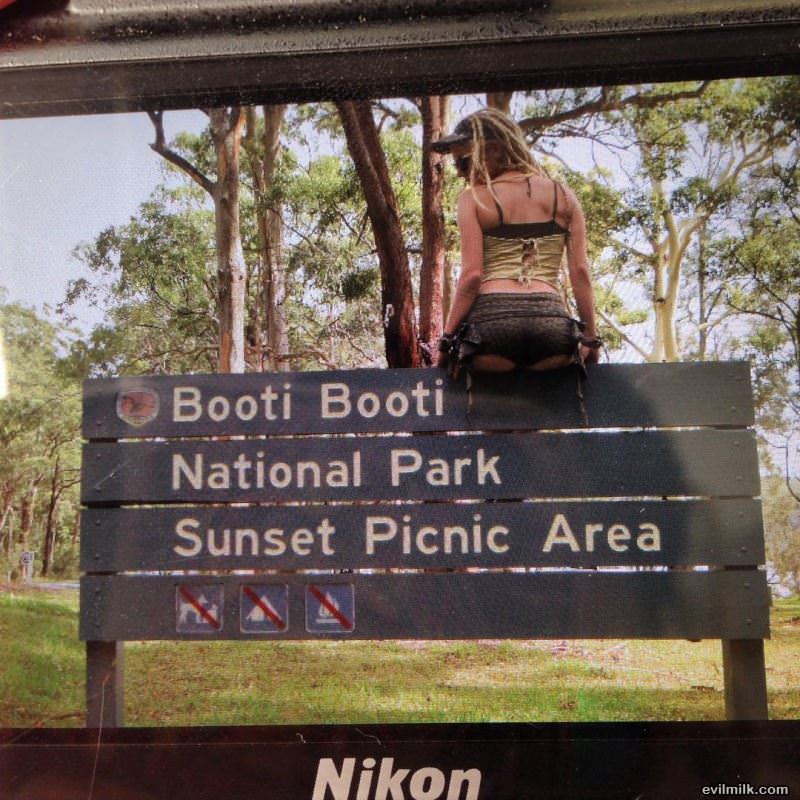 Booti Booti
National Park
Sunset Picnic Area
Nikon
evilmilk.com